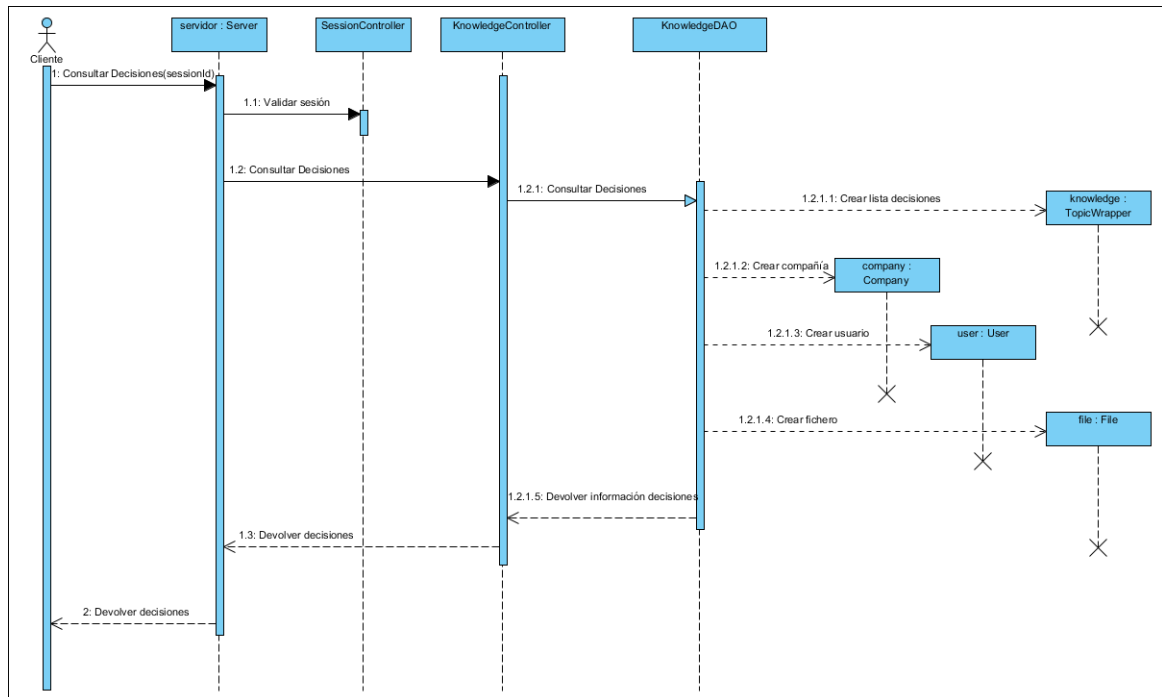 servidor : Server
SessionController
KnowledgeController
KnowledgeDAO
Cliente
1: Consultar Decisiones(sessionId)
1.1: Validar sesión
1.2: Consultar Decisiones
1.2.1: Consultar Decisiones
1.2.1.1: Crear lista decisiones
knowledge :
TopicWrapper
1.2.1.2: Crear compañía
company :
Company
1.2.1.3: Crear usuario
user : User
1.2.1.4: Crear fichero
file : File
1.2.1.5: Devolver información decisiones
1.3: Devolver decisiones
2: Devolver decisiones